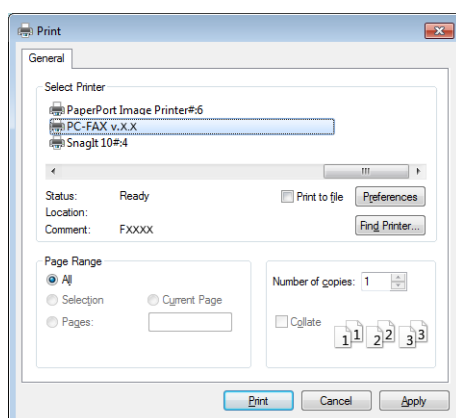 Print
General
Select Printer
PaperPort Image Printer#:6
PC-FAX v.X.X
SnagIt 10#:4
Status: Ready
Print to file
Preferences
Location:
Comment: FXXXX
Find Printer...
Page Range
All
Selection
Current Page
Pages:
Number of copies: 1
Collate
1 1 2 2 3 3
Print
Cancel
Apply